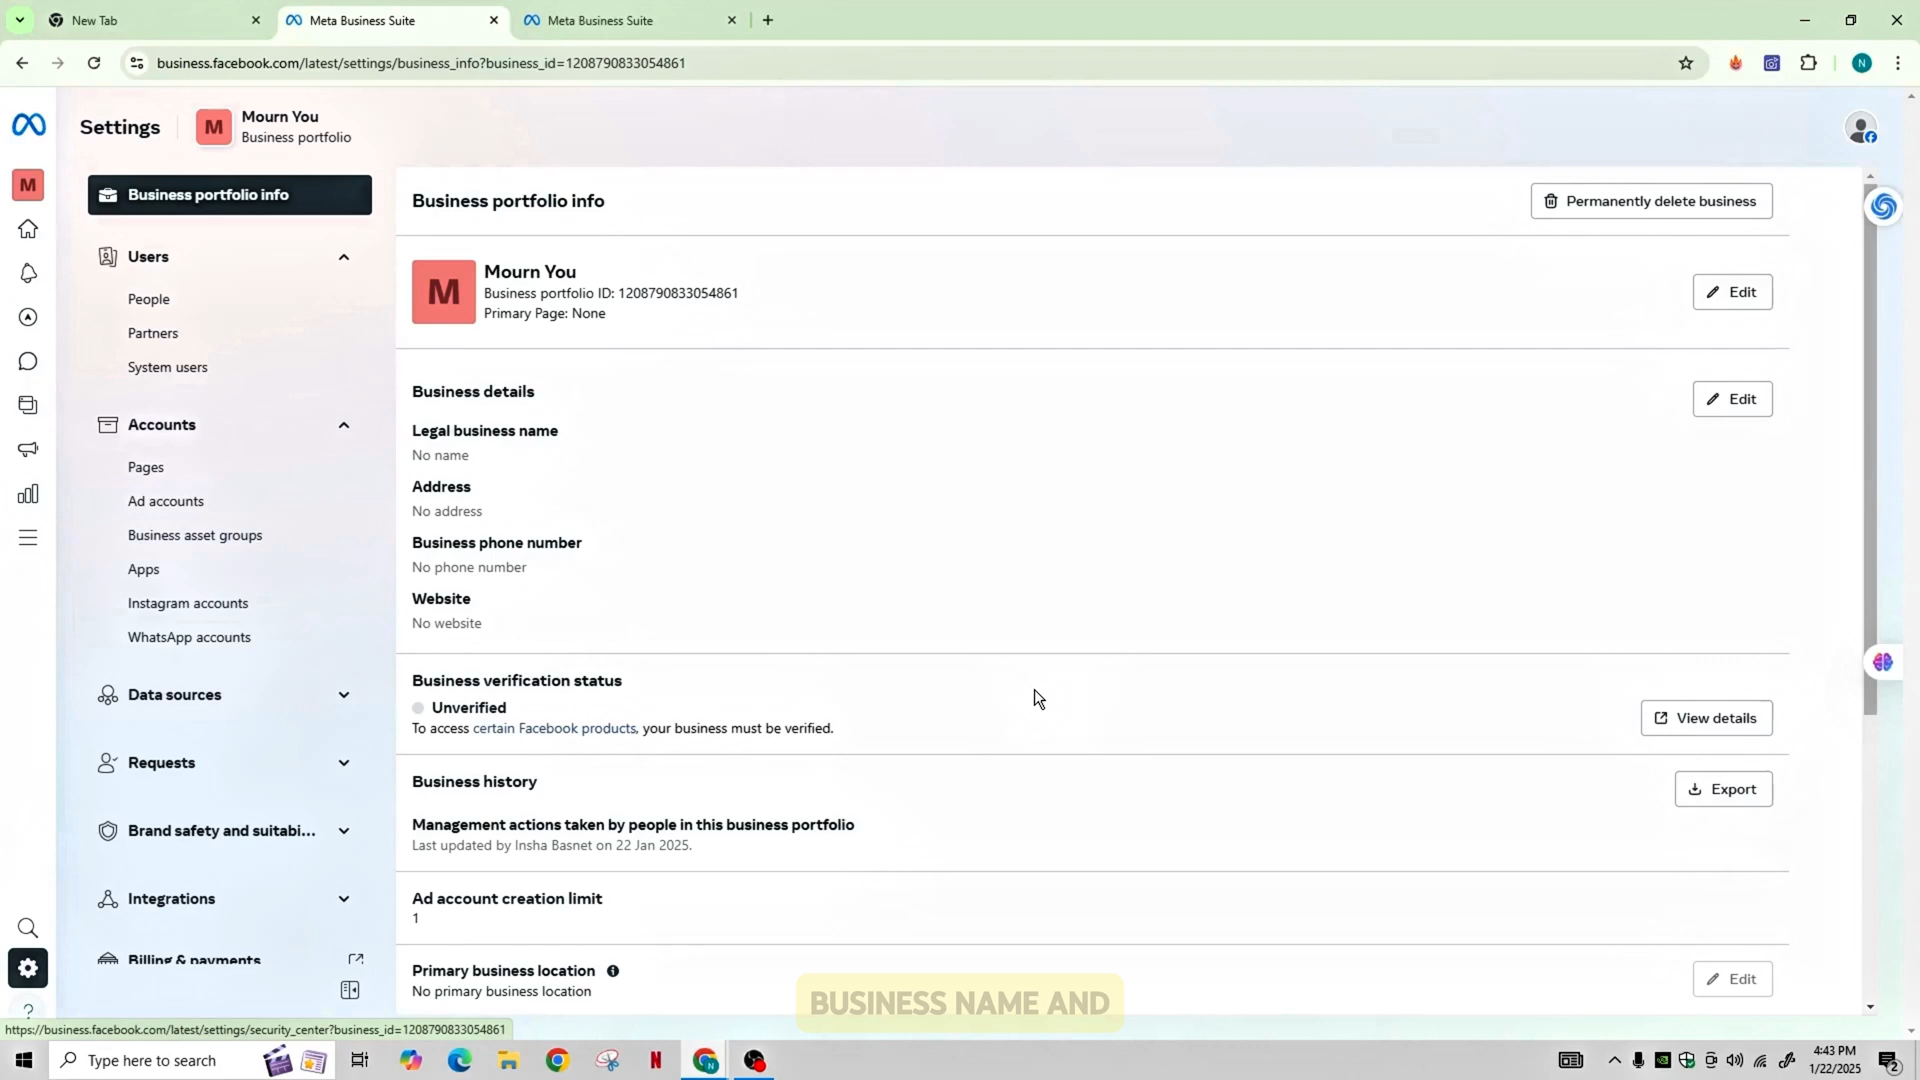 New Tab
Meta Business Suite
Meta Business Suite
business.facebook.com/latest/settings/business_info?business_id=1208790833054861
N
Settings
M
Mourn You
Business portfolio
M
Business portfolio info
Users
People
Partners
System users
Accounts
Pages
Ad accounts
Business asset groups
Apps
Instagram accounts
WhatsApp accounts
Data sources
Requests
Brand safety and suitabi...
Integrations
Billing & payments
Business portfolio info
Permanently delete business
M
Mourn You
Business portfolio ID: 1208790833054861
Primary Page: None
Edit
Business details
Edit
Legal business name
No name
Address
No address
Business phone number
No phone number
Website
No website
Business verification status
Unverified
To access certain Facebook products, your business must be verified.
View details
Business history
Export
Management actions taken by people in this business portfolio
Last updated by Insha Basnet on 22 Jan 2025.
Ad account creation limit
1
Primary business location
No primary business location
Edit
BUSINESS NAME AND
https://business.facebook.com/latest/settings/security_center?business_id=1208790833054861
Type here to search
N
4:43 PM
1/22/2025
2